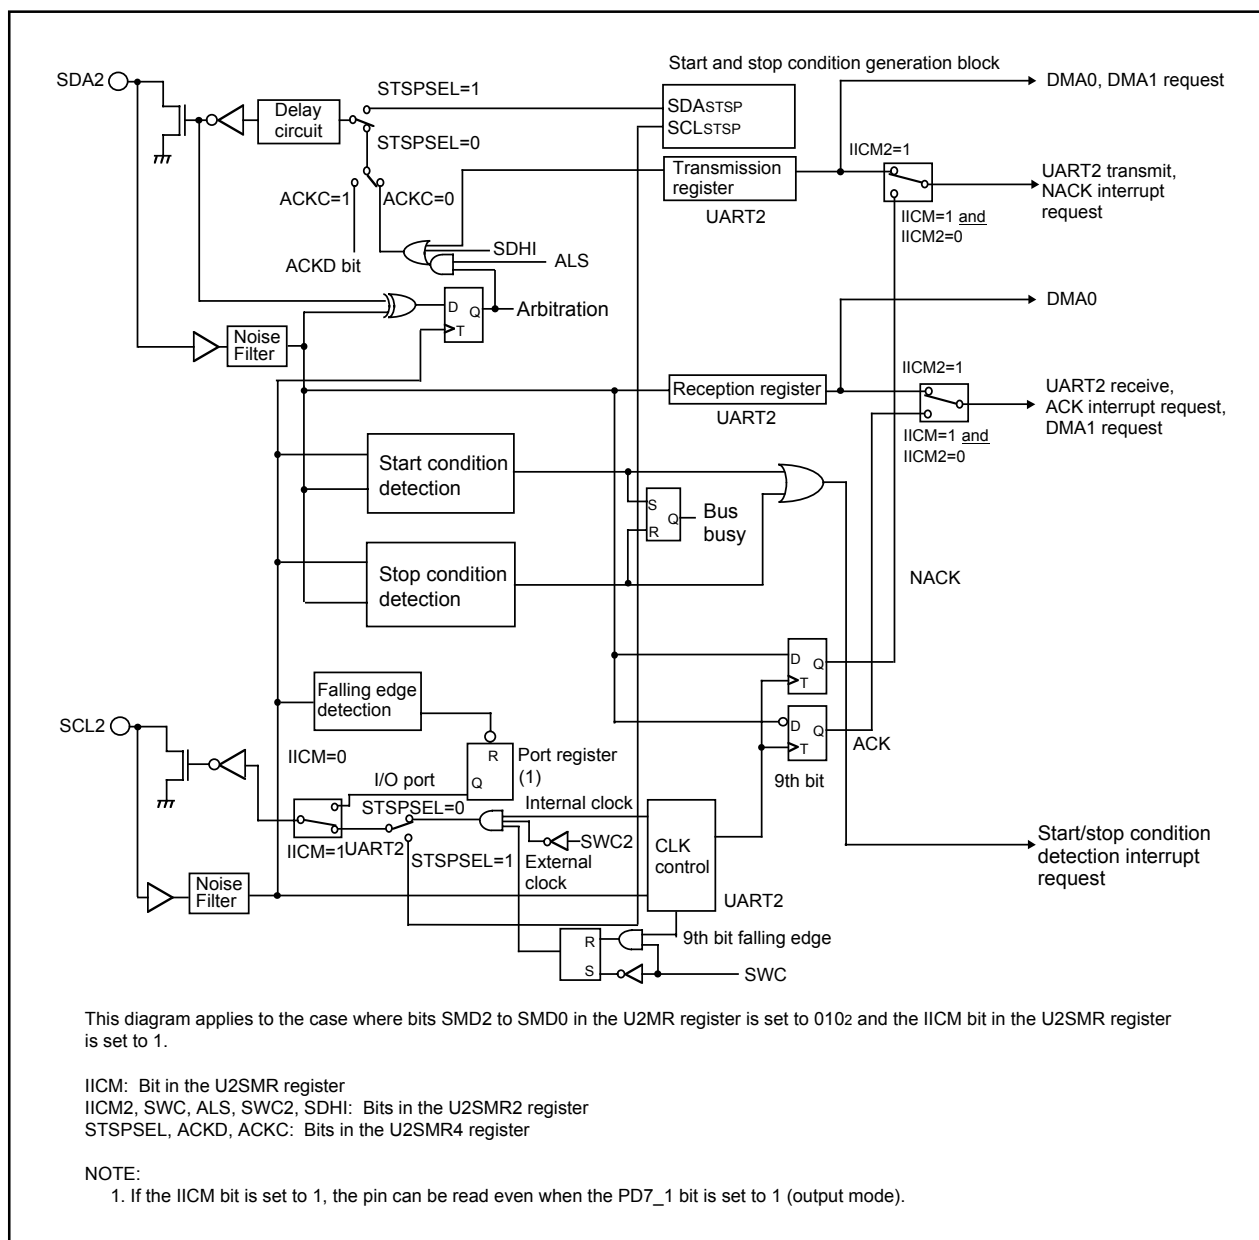 Start and stop condition generation block
SDA2
STSPSEL=1
Delay
circuit
STSPSEL=0
SDASTSP
SCLSTSP
DMA0, DMA1 request
IICM2=1
Transmission
register
UART2
UART2 transmit,
NACK interrupt
request
IICM=1 and
IICM2=0
ACKC=1
ACKC=0
SDHI
ALS
ACKD bit
D
Q
T
Arbitration
DMA0
Noise
Filter
IICM2=1
Reception register
UART2
UART2 receive,
ACK interrupt request,
DMA1 request
IICM=1 and
IICM2=0
Start condition
detection
S
Q
R
Bus
busy
Stop condition
detection
NACK
D
Q
T
Falling edge
detection
SCL2
D
Q
T
ACK
9th bit
IICM=0
R
Q
Port register
(1)
I/O port
STSPSEL=0
Internal clock
IICM=1
UART2
STSPSEL=1
SWC2
External
clock
CLK
control
UART2
Start/stop condition
detection interrupt
request
Noise
Filter
R
S
9th bit falling edge
SWC
This diagram applies to the case where bits SMD2 to SMD0 in the U2MR register is set to 0102 and the IICM bit in the U2SMR register
is set to 1.
IICM: Bit in the U2SMR register
IICM2, SWC, ALS, SWC2, SDHI: Bits in the U2SMR2 register
STSPSEL, ACKD, ACKC: Bits in the U2SMR4 register
NOTE:
1. If the IICM bit is set to 1, the pin can be read even when the PD7_1 bit is set to 1 (output mode).